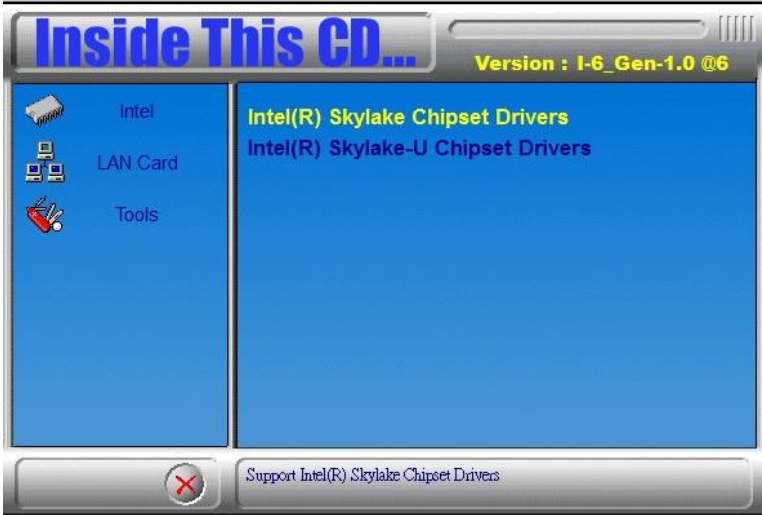 Inside This CD...
Version : I-6_Gen-1.0 @6
Intel
LAN Card
Tools
Intel(R) Skylake Chipset Drivers
Intel(R) Skylake-U Chipset Drivers
Support Intel(R) Skylake Chipset Drivers